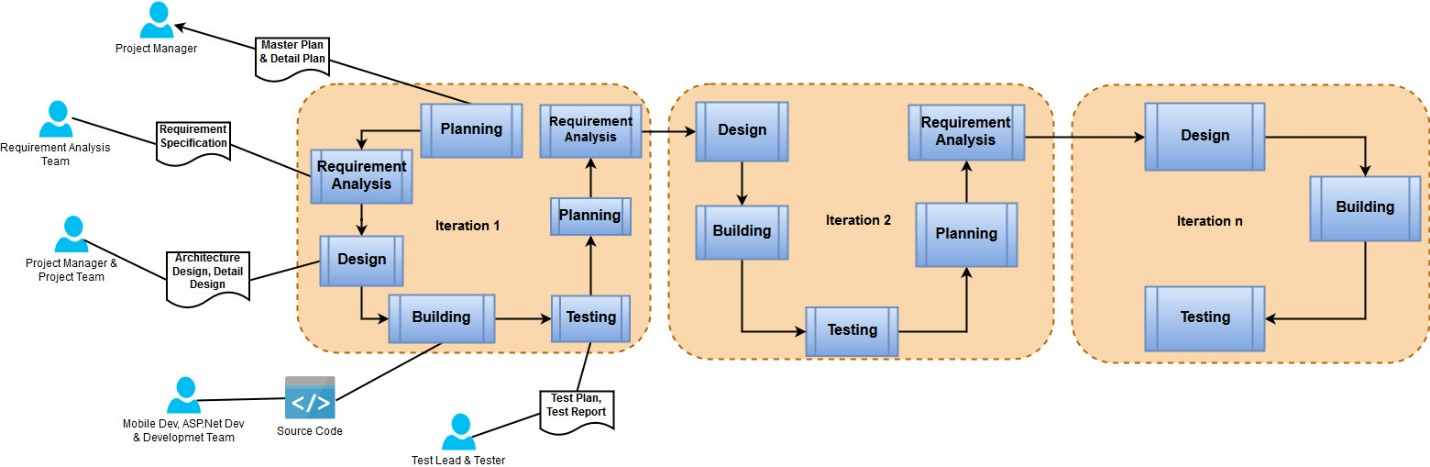 Project Manager
Master Plan
& Detail Plan
Requirement Analysis
Team
Requirement
Specification
Project Manager &
Project Team
Architecture
Design, Detail
Design
Mobile Dev, ASP.Net Dev
& Developmet Team
</>
Source Code
Test Lead & Tester
Test Plan,
Test Report
Planning
Requirement
Analysis
Design
Building
Testing
Planning
Requirement
Analysis
Iteration 1
Design
Building
Testing
Planning
Requirement
Analysis
Iteration 2
Design
Building
Testing
Iteration n